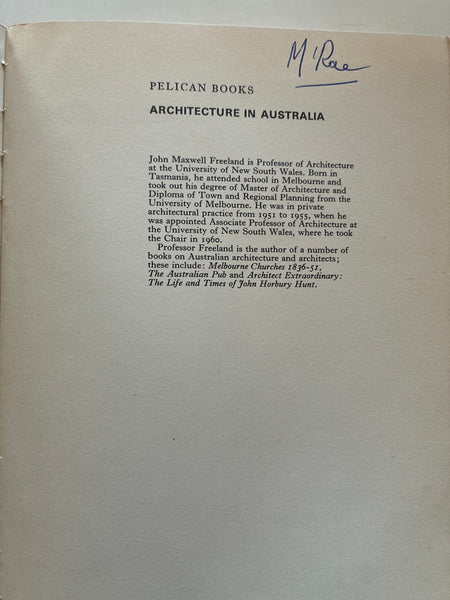 M'Rae
PELICAN BOOKS
ARCHITECTURE IN AUSTRALIA
John Maxwell Freeland is Professor of Architecture
at the University of New South Wales. Born in
Tasmania, he attended school in Melbourne and
took out his degree of Master of Architecture and
Diploma of Town and Regional Planning from the
University of Melbourne. He was in private
architectural practice from 1951 to 1955, when he
was appointed Associate Professor of Architecture at
the University of New South Wales, where he took
the Chair in 1960.
Professor Freeland is the author of a number of
books on Australian architecture and architects;
these include: Melbourne Churches 1836-51,
The Australian Pub and Architect Extraordinary:
The Life and Times of John Horbury Hunt.